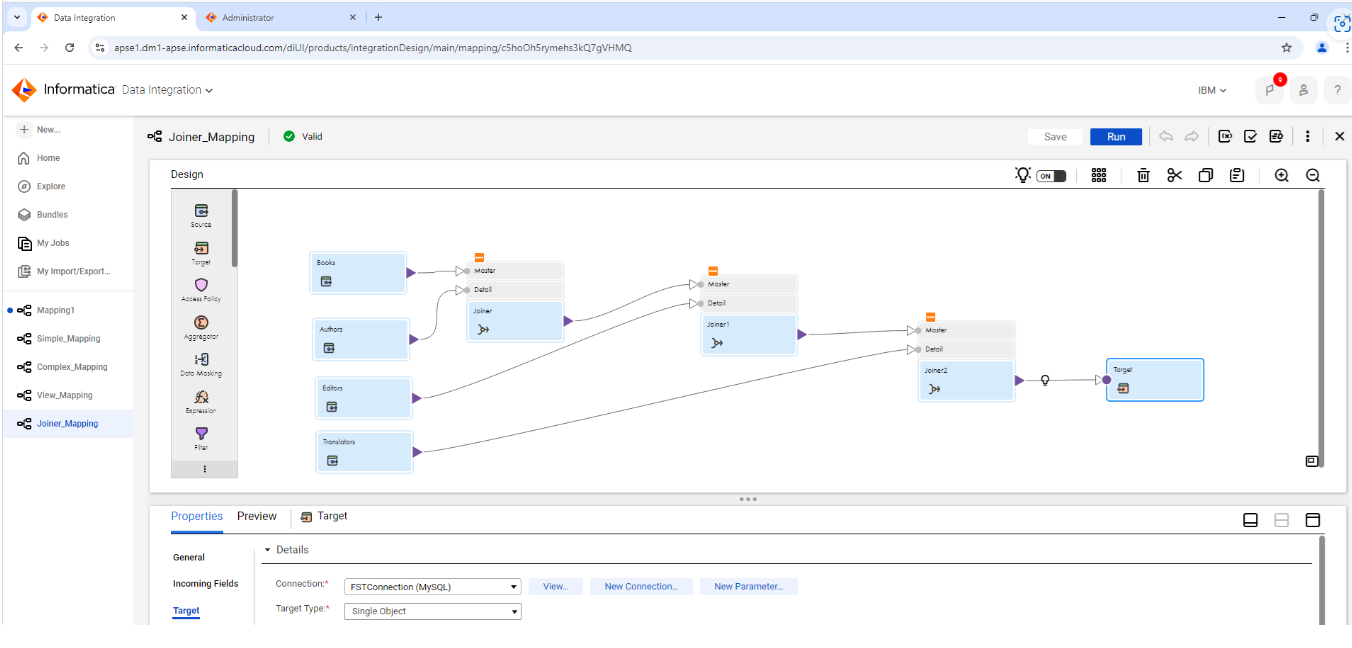 Data Integration
Administrator
apse1.dm1-apse.informaticacloud.com/diUI/products/integrationDesign/main/mapping/c5hoOh5rymehs3kQ7gVHMQ
Informatica Data Integration
IBM
9
?
New...
Home
Explore
Bundles
My Jobs
My Import/Export...
Mapping1
Simple_Mapping
Complex_Mapping
View_Mapping
Joiner_Mapping
Joiner_Mapping
Valid
Save
Run
Design
ON
Source
Target
Access Policy
Aggregator
Data Masking
Expression
Filter
Books
Authors
Editors
Translators
Master
Detail
Joiner
Master
Detail
Joiner1
Master
Detail
Joiner2
Target
Properties
Preview
Target
General
Incoming Fields
Target
Details
Connection:*
FSTConnection (MySQL)
View...
New Connection...
New Parameter...
Target Type:*
Single Object